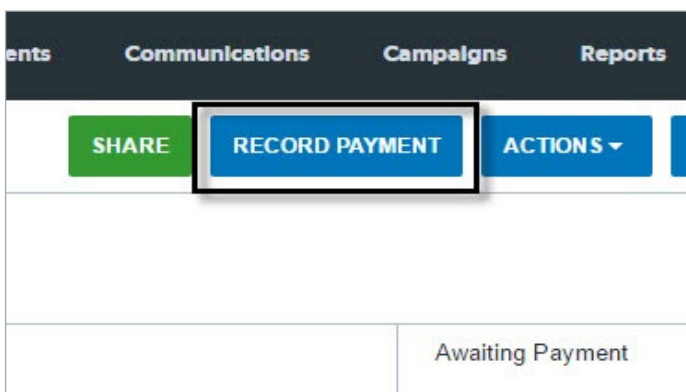 ents Communications Campaigns Reports
SHARE RECORD PAYMENT ACTIONS
Awaiting Payment